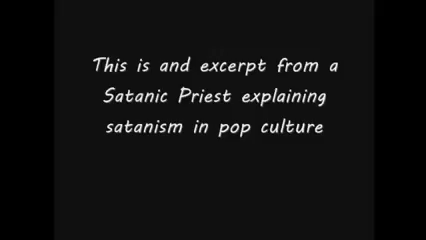 This is and excerpt from a
Satanic Priest explaining
satanism in pop culture